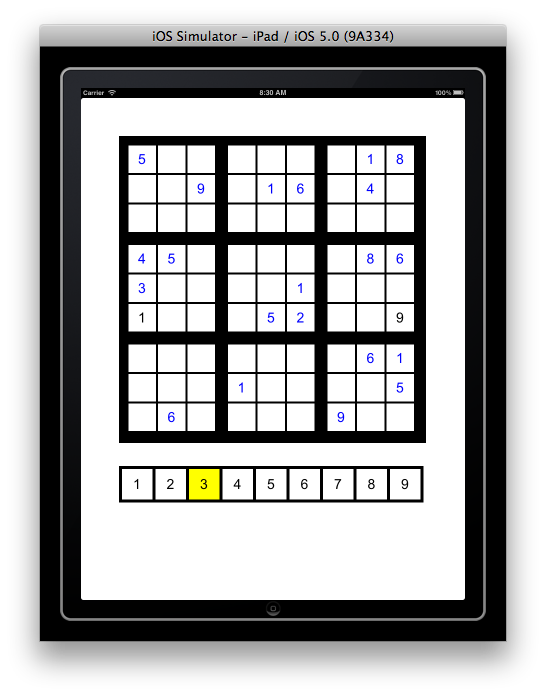 iOS Simulator – iPad / iOS 5.0 (9A334)
Carrier 8:30 AM 100%
5 1 8
9 1 6 4
4 5 8 6
3 1
1 5 2 9
6 1
1 5
6 9
1 2 3 4 5 6 7 8 9